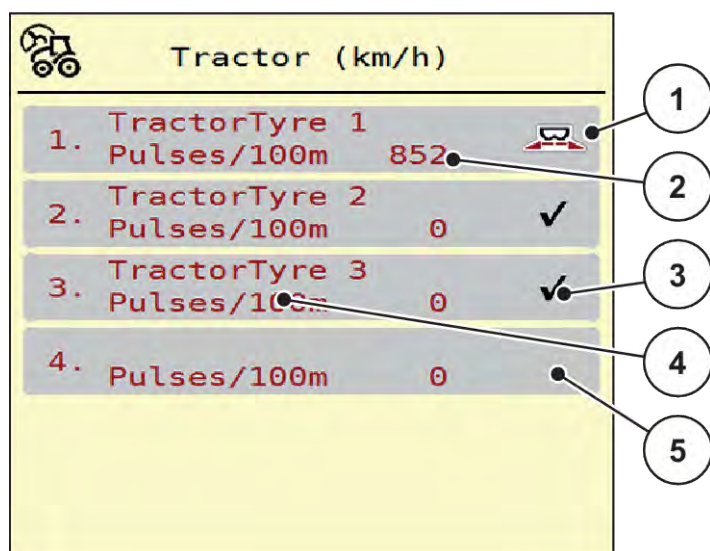 Tractor (km/h)
1. TractorTyre 1
Pulses/100m 852
2. TractorTyre 2
Pulses/100m 0
3. TractorTyre 3
Pulses/100m 0
4.
Pulses/100m 0
1
2
3
4
5